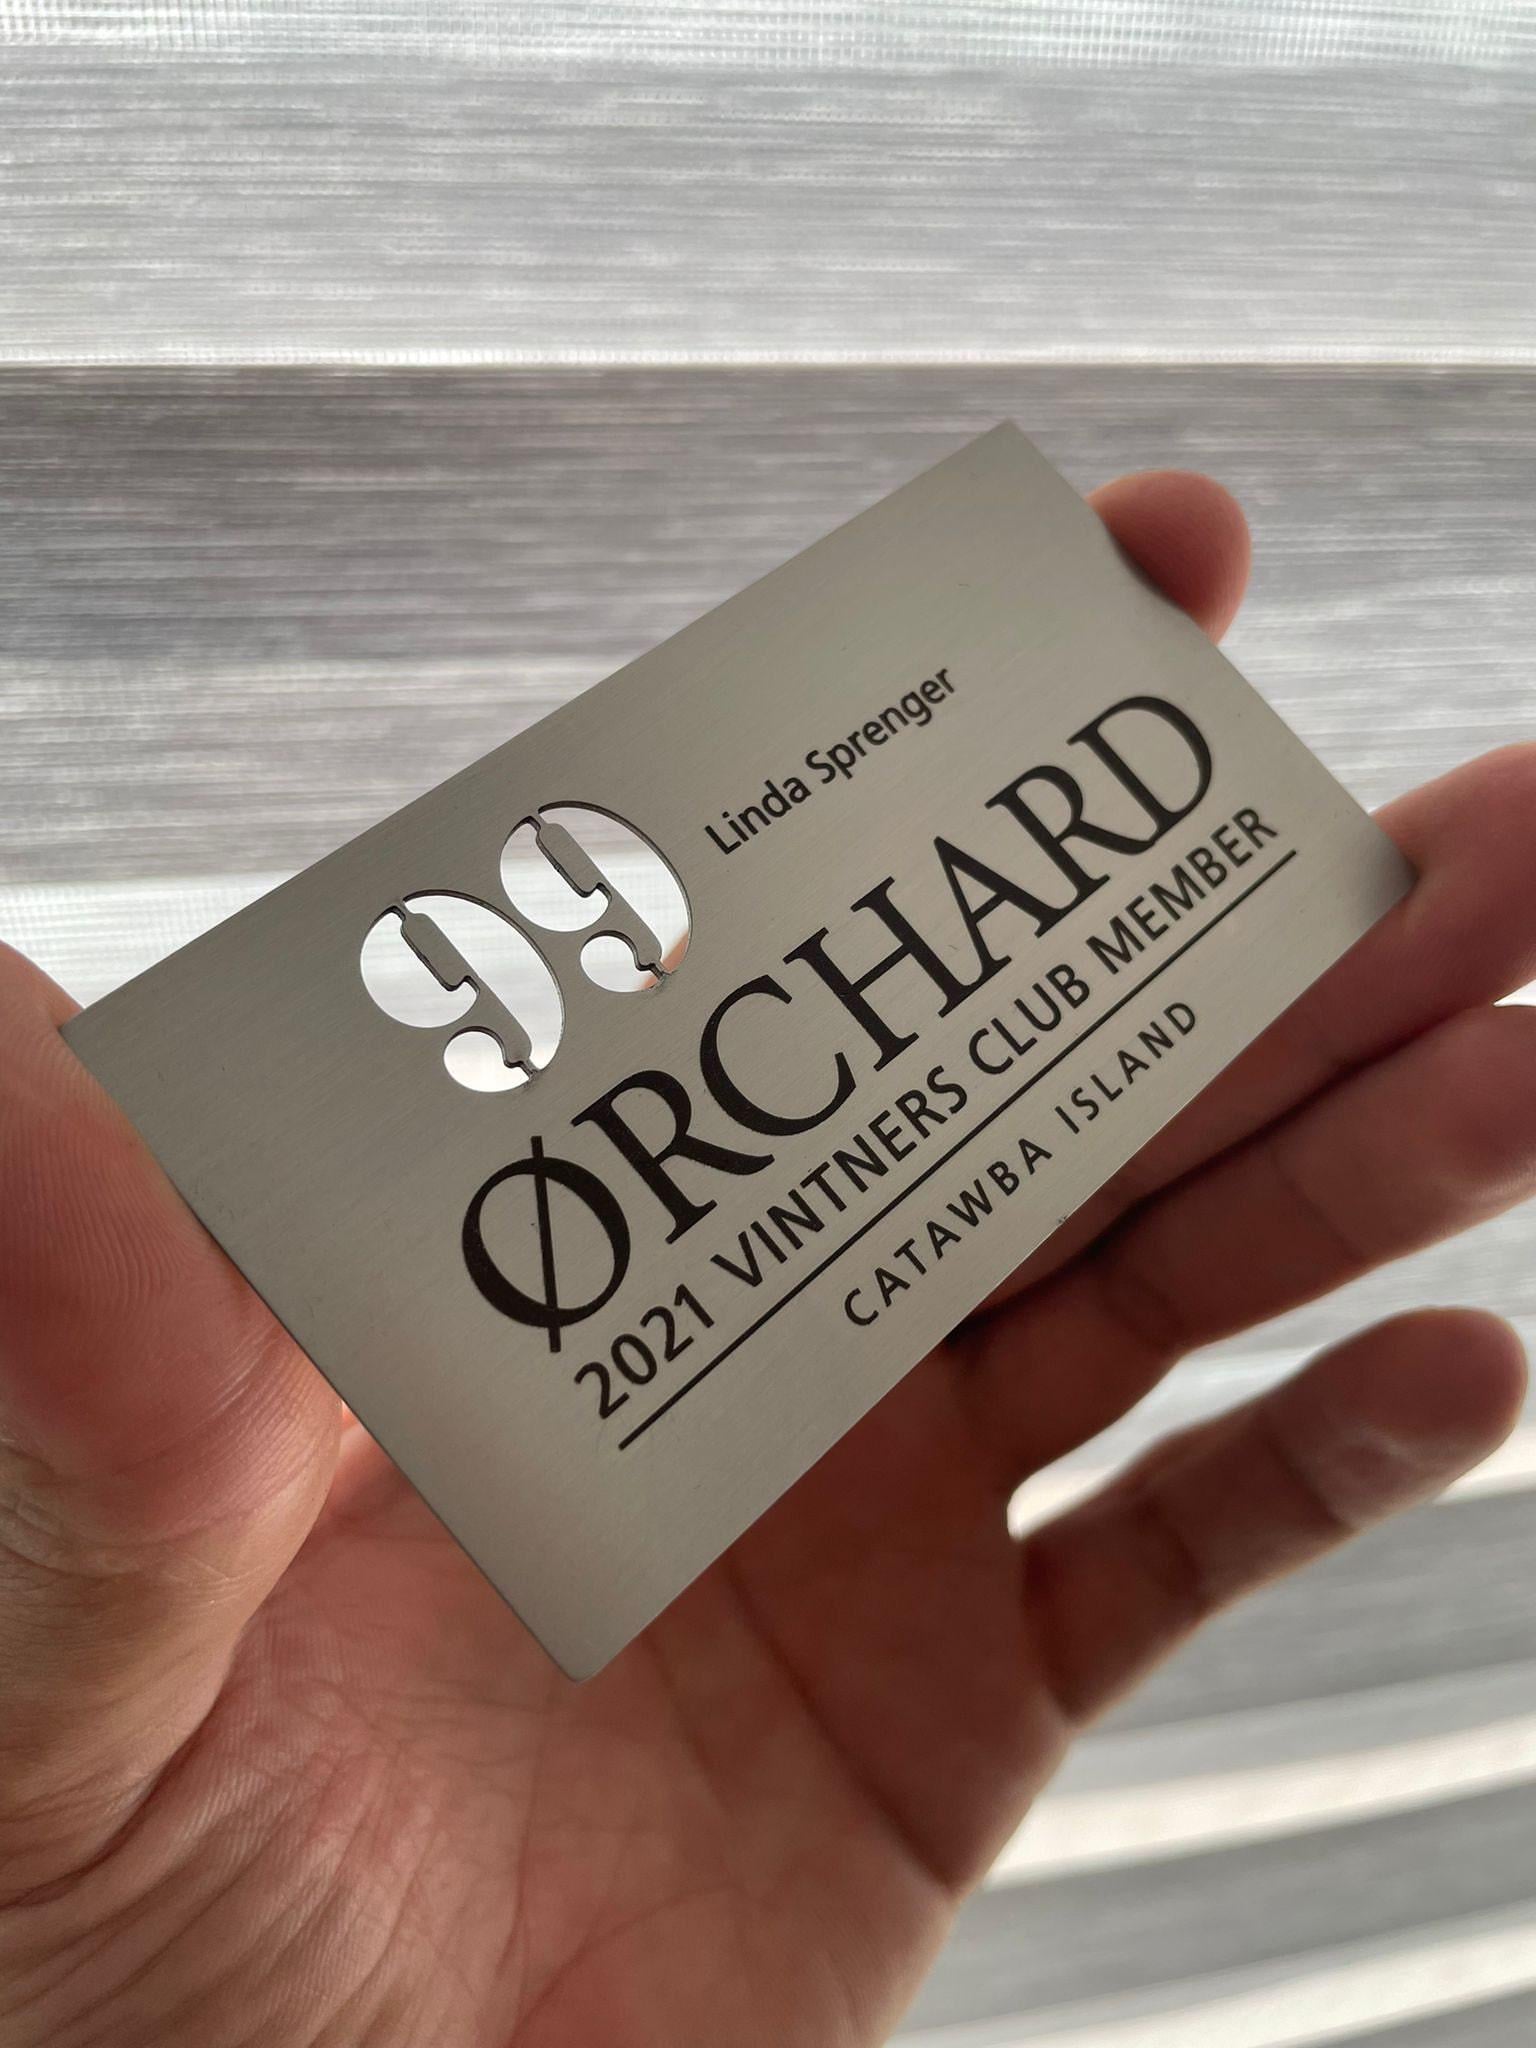 99
Linda Sprenger
ØRCHARD
2021 VINTNERS CLUB MEMBER
CATAWBA ISLAND